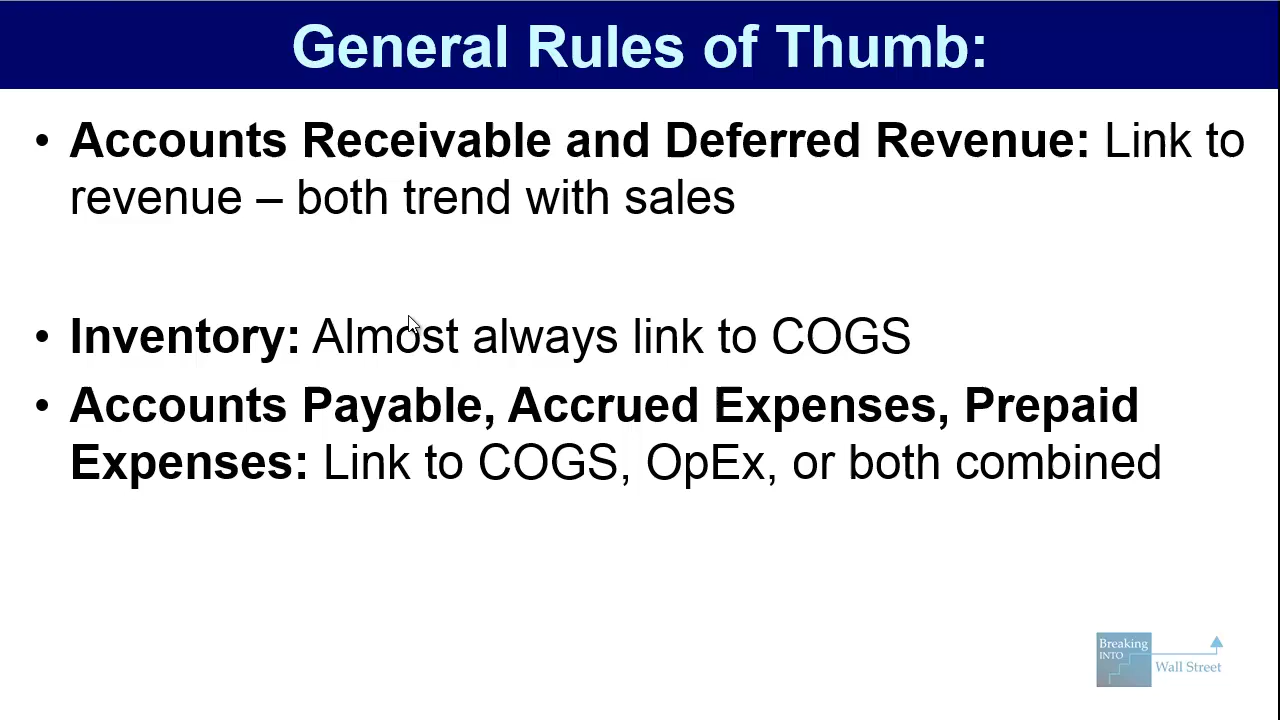 General Rules of Thumb:
• Accounts Receivable and Deferred Revenue: Link to
revenue – both trend with sales
• Inventory: Almost always link to COGS
• Accounts Payable, Accrued Expenses, Prepaid
Expenses: Link to COGS, OpEx, or both combined
Breaking
INTO
Wall Street